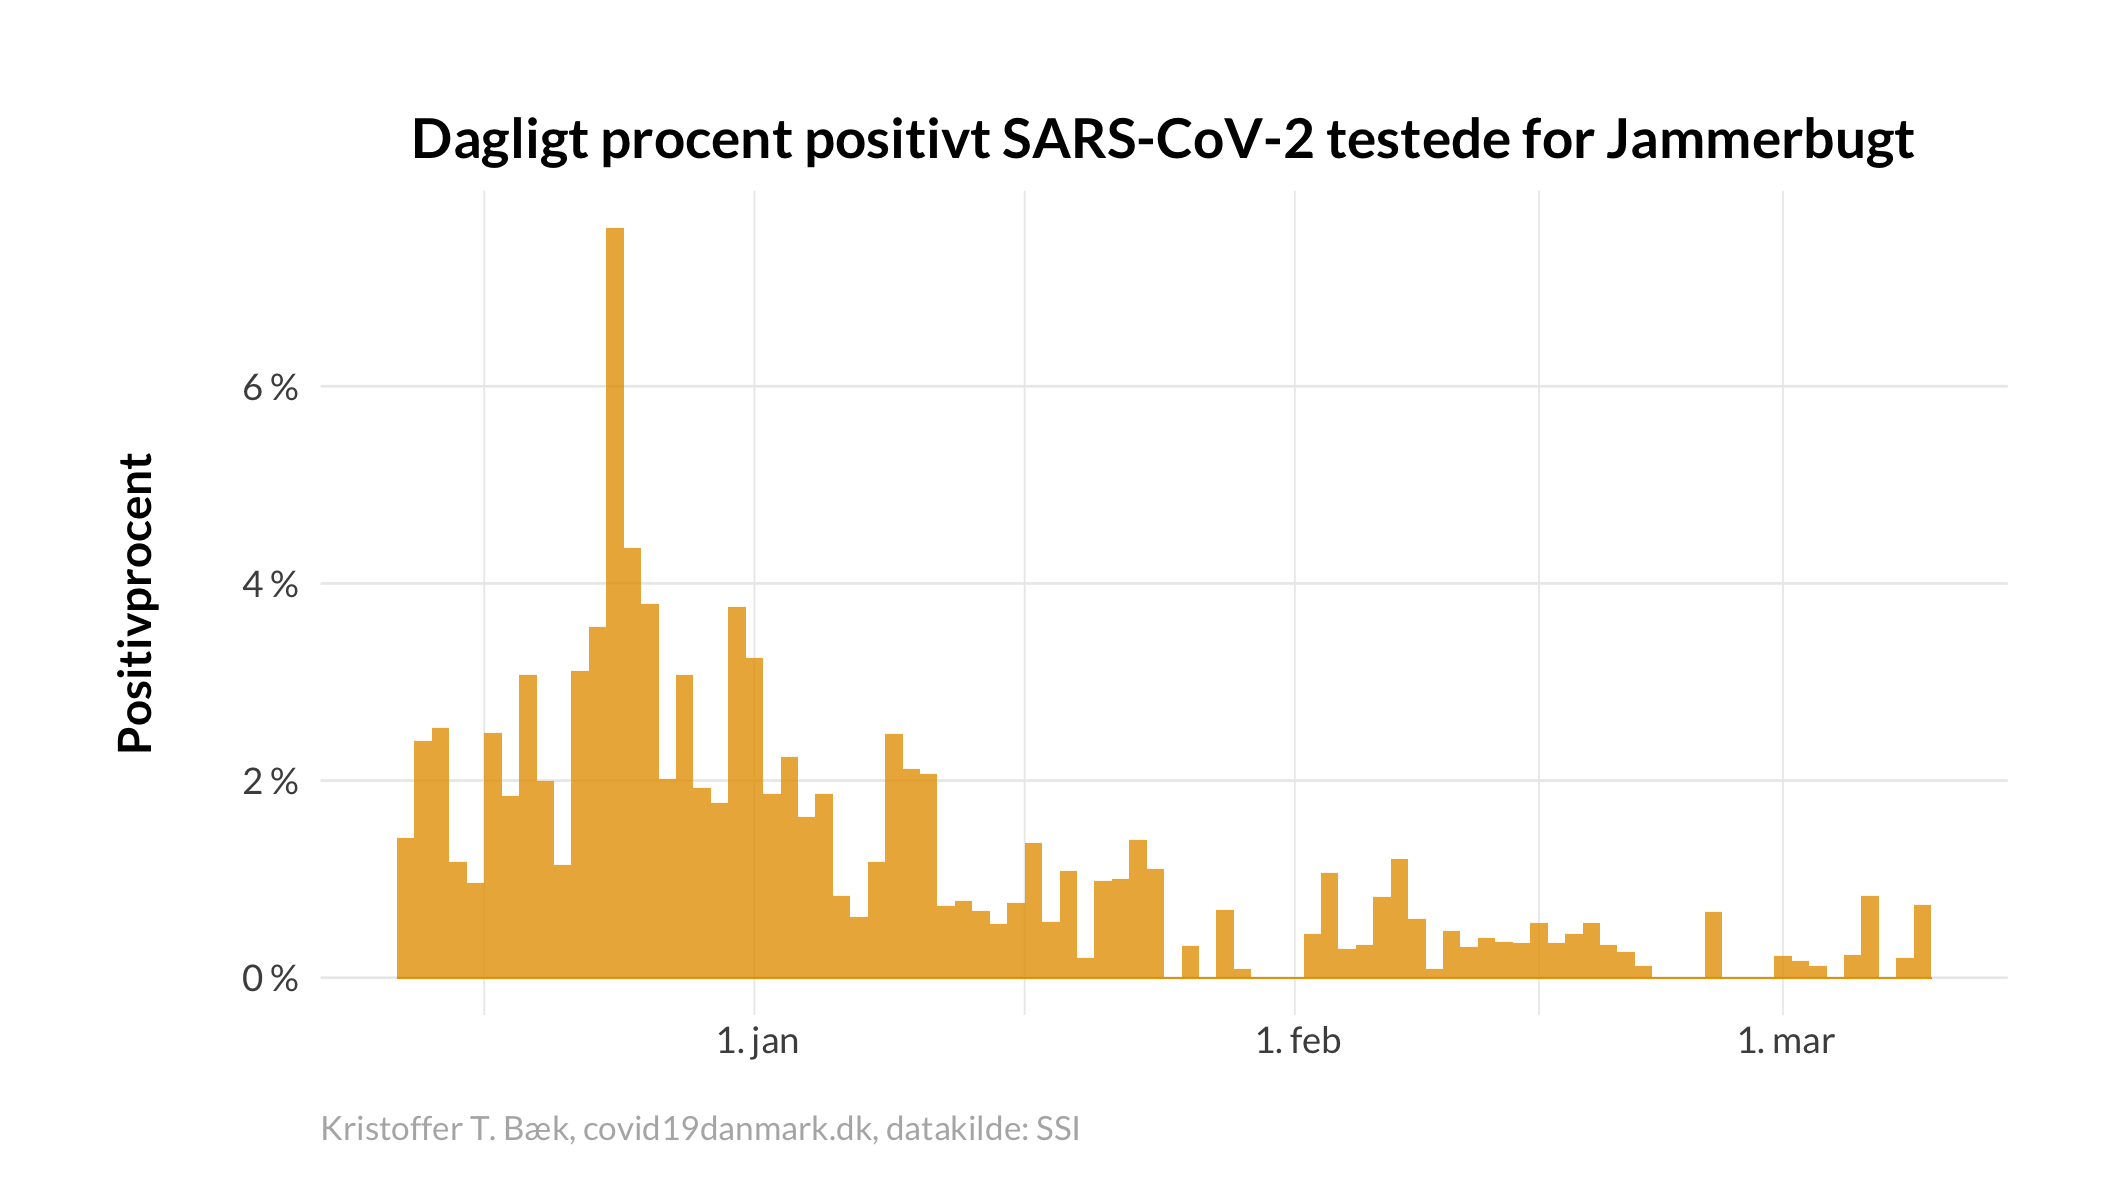 Dagligt procent positivt SARS-CoV-2 testede for Jammerbugt
Positivprocent
6 %
4 %
2 %
0 %
1. jan
1. feb
1. mar
Kristoffer T. Bæk, covid19danmark.dk, datakilde: SSI